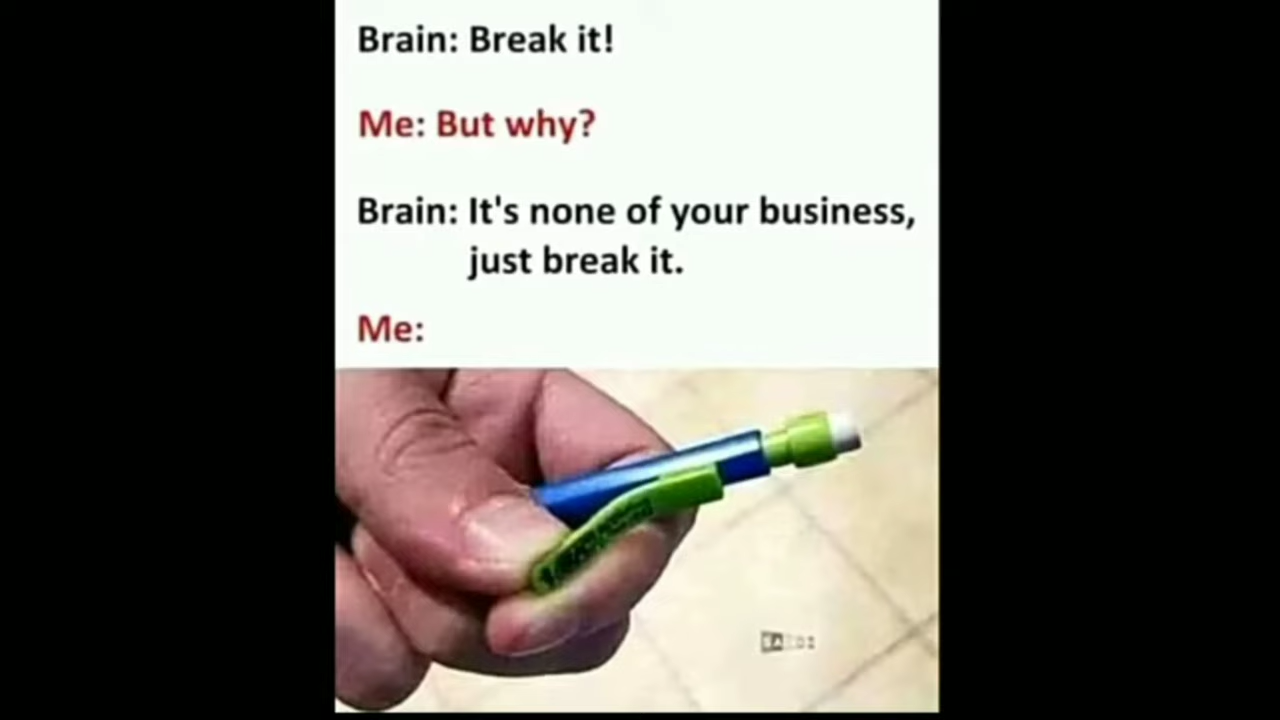 Brain: Break it!
Me: But why?
Brain: It's none of your business,
just break it.
Me: